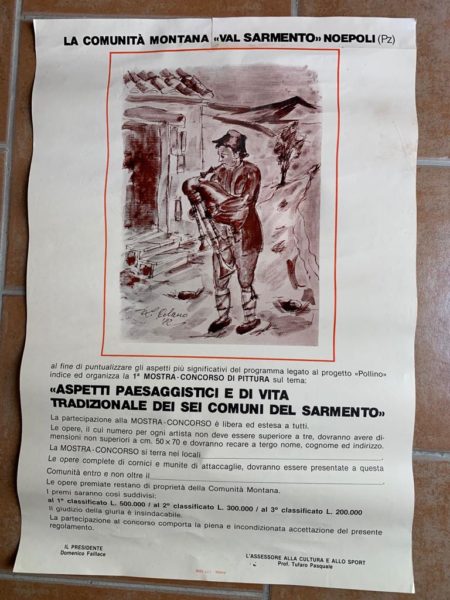 LA COMUNITÀ MONTANA «VAL SARMENTO» NOEPOLI (Pz)
al fine di puntualizzare gli aspetti più significativi del programma legato al progetto «Pollino»
indice ed organizza la 1ª MOSTRA-CONCORSO DI PITTURA sul tema:
«ASPETTI PAESAGGISTICI E DI VITA
TRADIZIONALE DEI SEI COMUNI DEL SARMENTO»
La partecipazione alla MOSTRA-CONCORSO è libera ed estesa a tutti.
Le opere, il cui numero per ogni artista non deve essere superiore a tre, dovranno avere di-
mensioni non superiori a cm. 50 x 70 e dovranno recare a tergo nome, cognome ed indirizzo.
La MOSTRA-CONCORSO si terra nei locali
Le opere complete di cornici e munite di attaccaglie, dovranno essere presentate a questa
Comunità entro e non oltre il
Le opere premiate restano di proprietà della Comunità Montana.
I premi saranno così suddivisi:
al 1° classificato L. 500.000 / al 2° classificato L. 300.000 / al 3° classificato L. 200.000
Il giudizio della giuria è insindacabile.
La partecipazione al concorso comporta la piena e incondizionata accettazione del presente
regolamento.
IL PRESIDENTE
Domenico Faillace
L'ASSESSORE ALLA CULTURA E ALLO SPORT
Prof. Tufaro Pasquale